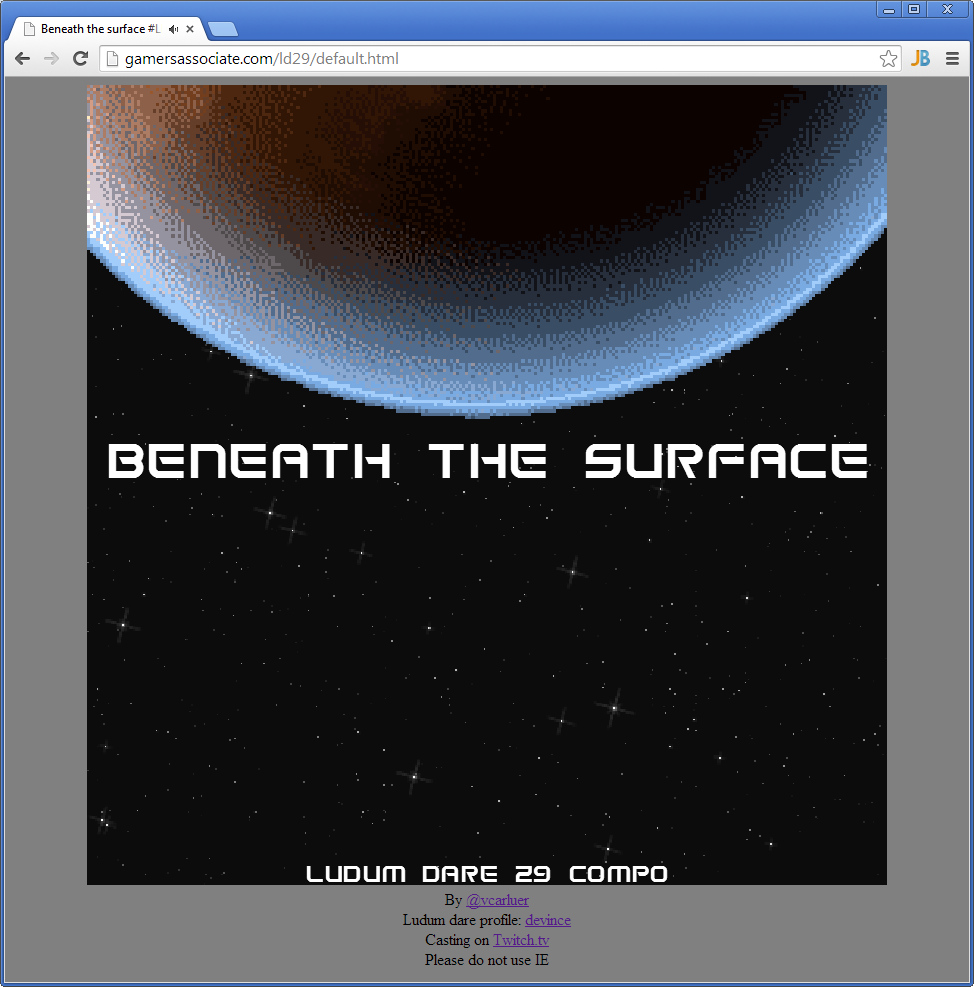 Beneath the surface #L
gamersassociate.com/ld29/default.html
JB
BENEATH THE SURFACE
LUDUM DARE 29 COMPO
By @vcarluer
Ludum dare profile: devince
Casting on Twitch.tv
Please do not use IE